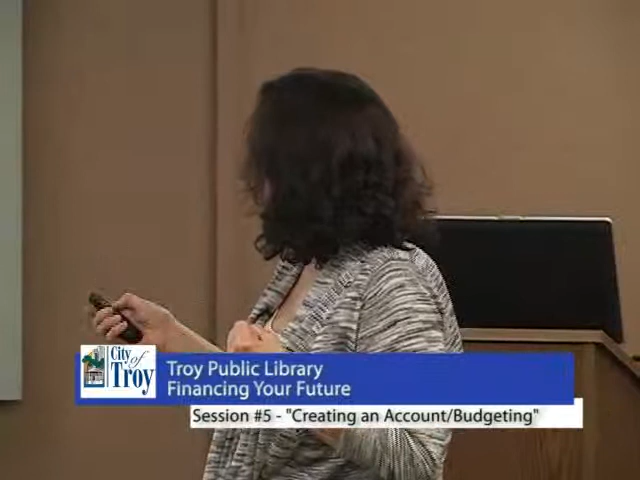 City of
Troy
Troy Public Library
Financing Your Future
Session #5 - "Creating an Account/Budgeting"